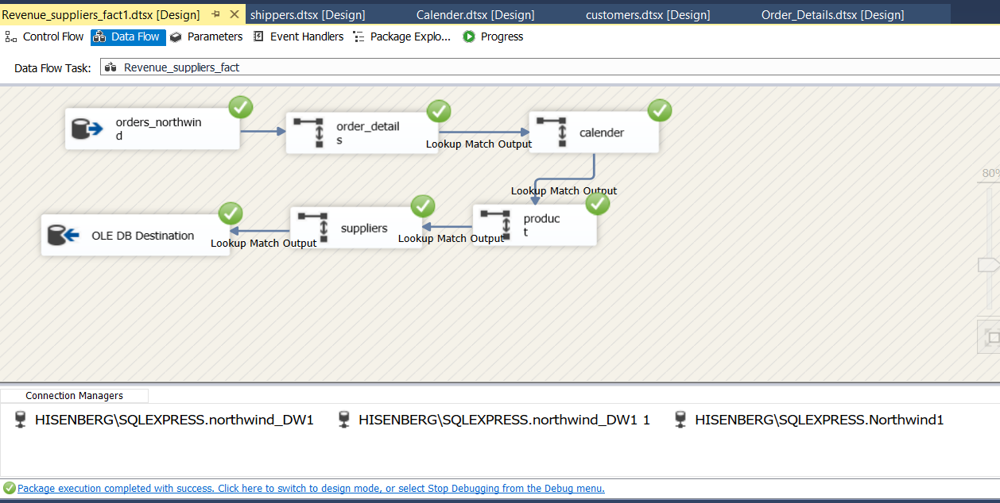 Revenue_suppliers_fact1.dtsx [Design]
shippers.dtsx [Design]
Calender.dtsx [Design]
customers.dtsx [Design]
Order_Details.dtsx [Design]
Control Flow
Data Flow
Parameters
Event Handlers
Package Explo...
Progress
Data Flow Task:
Revenue_suppliers_fact
orders_northwin
d
order_detail
s
Lookup Match Output
calender
80%
Lookup Match Output
produc
t
Lookup Match Output
suppliers
Lookup Match Output
OLE DB Destination
Connection Managers
HISENBERG\SQLEXPRESS.northwind_DW1
HISENBERG\SQLEXPRESS.northwind_DW1 1
HISENBERG\SQLEXPRESS.Northwind1
Package execution completed with success. Click here to switch to design mode, or select Stop Debugging from the Debug menu.